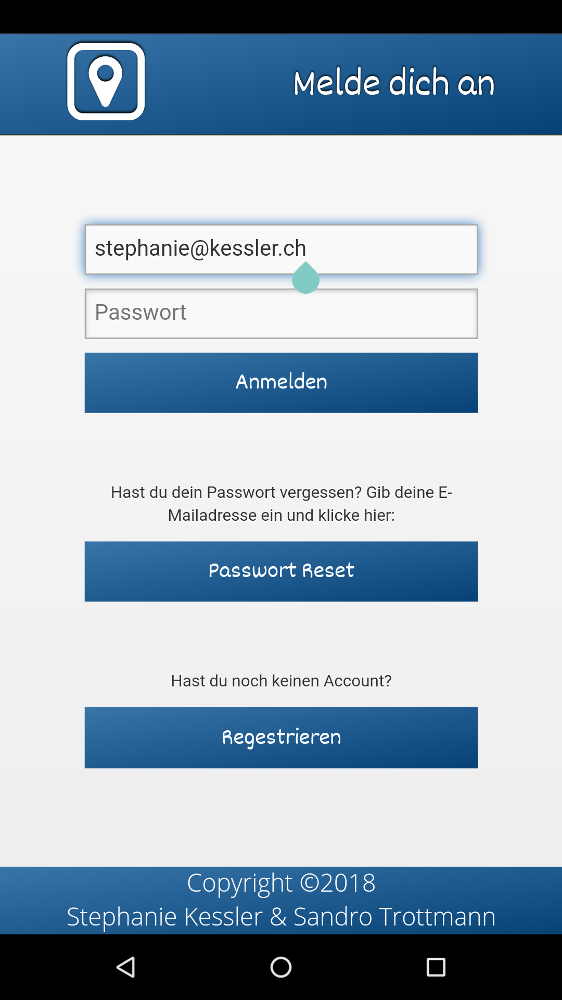 Melde dich an
stephanie@kessler.ch
Passwort
Anmelden
Hast du dein Passwort vergessen? Gib deine E-
Mailadresse ein und klicke hier:
Passwort Reset
Hast du noch keinen Account?
Regestrieren
Copyright ©2018
Stephanie Kessler & Sandro Trottmann